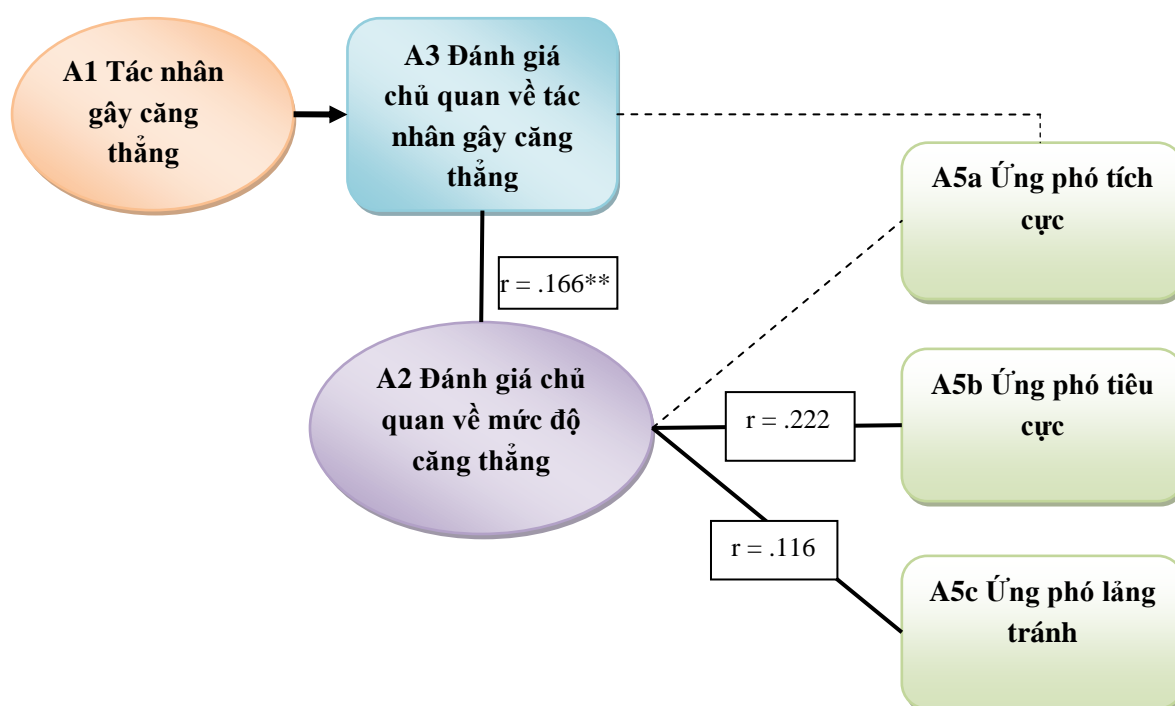 A1 Tác nhân
gây căng
thẳng
A3 Đánh giá
chủ quan về tác
nhân gây căng
thẳng
A5a Ứng phó tích
cực
r = .166**
A2 Đánh giá chủ
quan về mức độ
căng thẳng
A5b Ứng phó tiêu
cực
r = .222
r = .116
A5c Ứng phó lảng
tránh